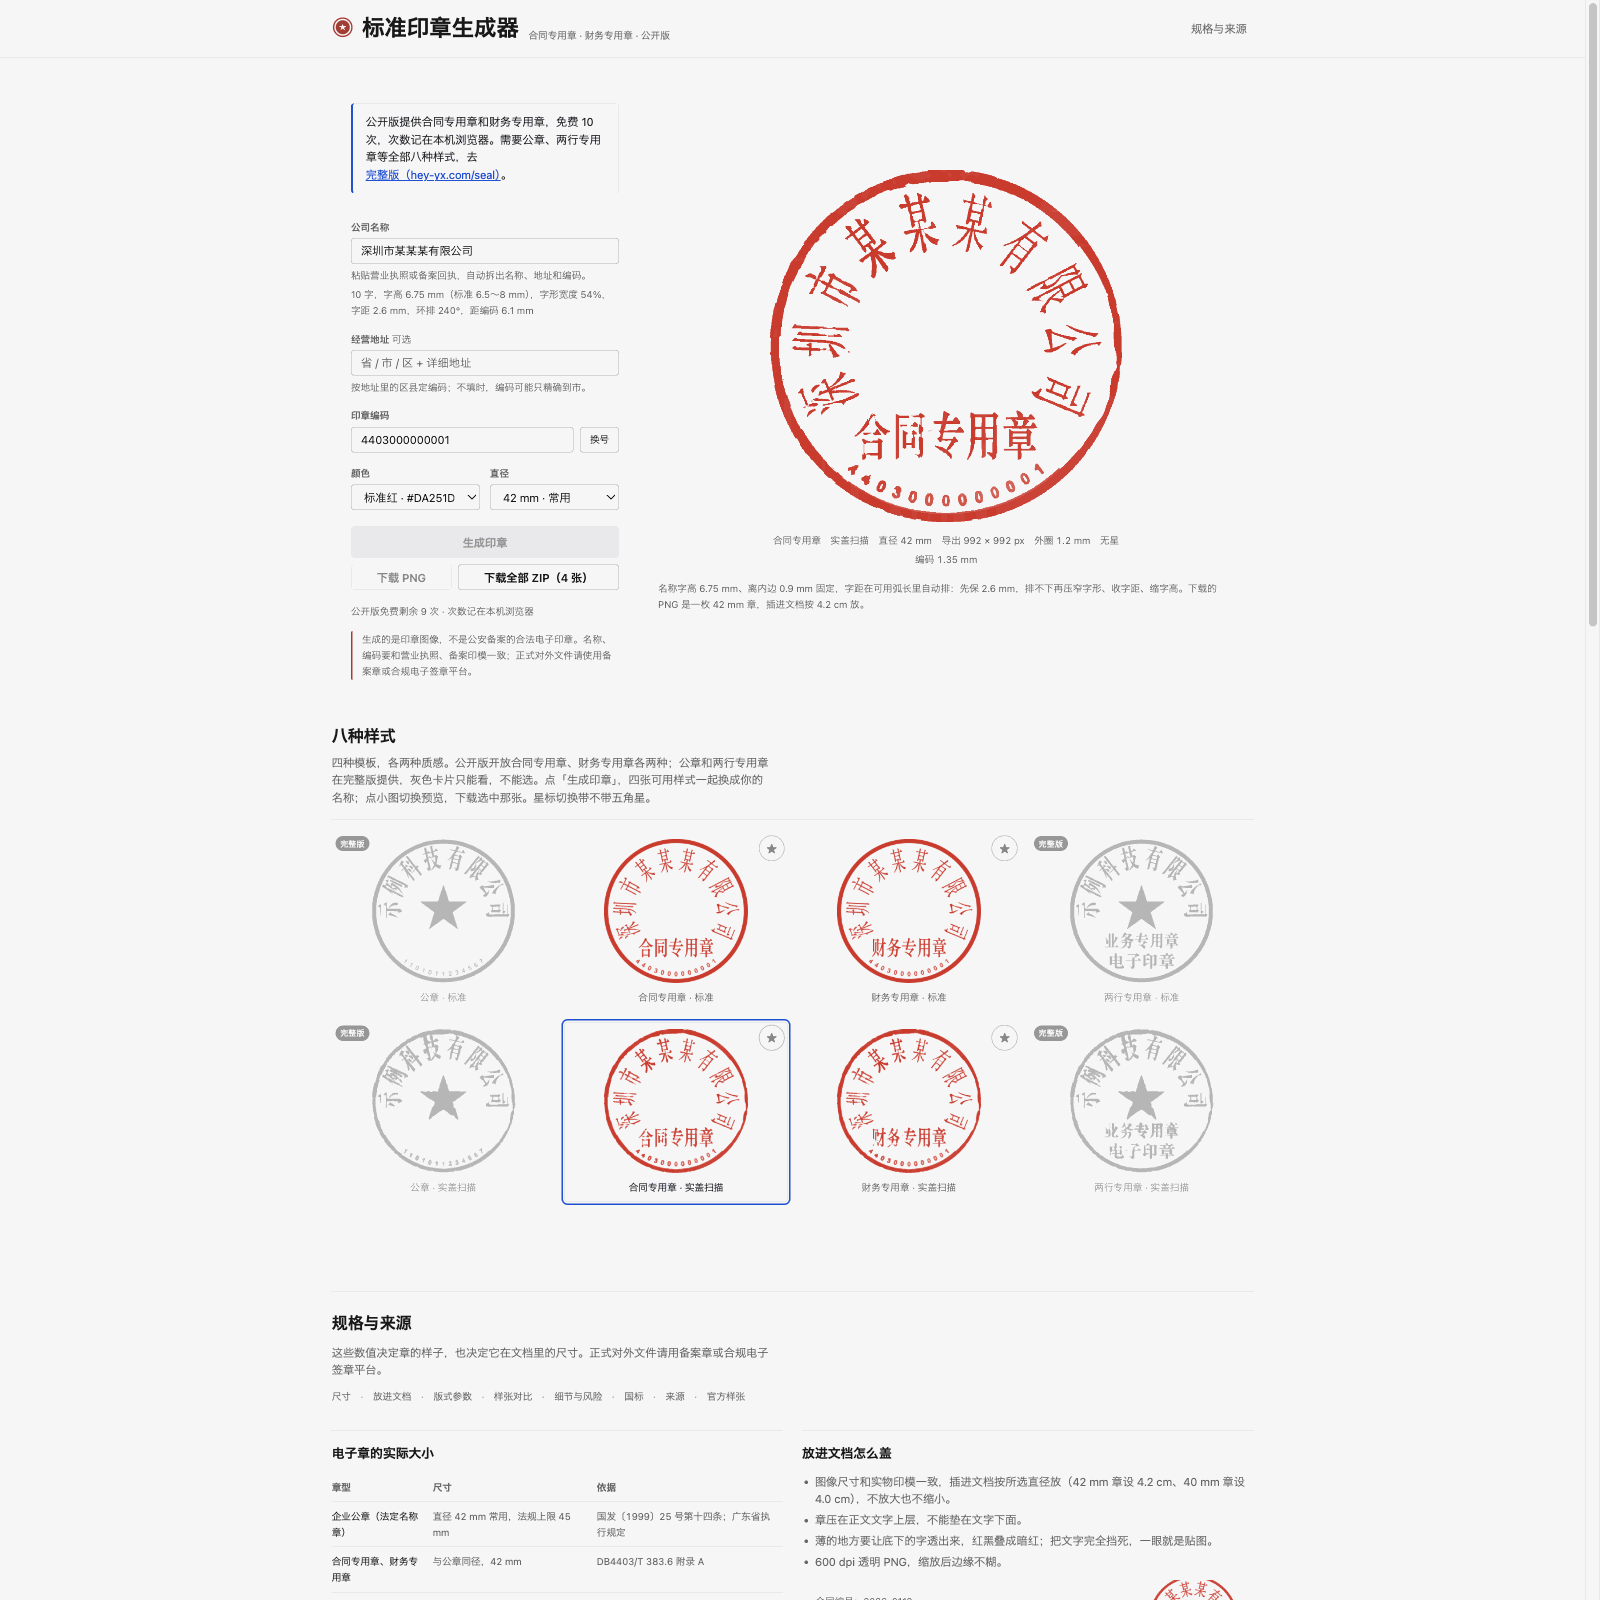 标准印章生成器
合同专用章 · 财务专用章 · 公开版
规格与来源
公开版提供合同专用章和财务专用章，免费 10
次，次数记在本机浏览器。需要公章、两行专用
章等全部八种样式，去
完整版（hey-yx.com/seal）。
公司名称
深圳市某某某有限公司
粘贴营业执照或备案回执，自动拆出名称、地址和编码。
10 字，字高 6.75 mm（标准 6.5～8 mm），字形宽度 54%，
字距 2.6 mm，环排 240°，距编码 6.1 mm
经营地址 可选
省 / 市 / 区 + 详细地址
按地址里的区县定编码；不填时，编码可能只精确到市。
印章编码
4403000000001
换号
颜色
直径
标准红 · #DA251D
42 mm · 常用
生成印章
下载 PNG
下载全部 ZIP（4 张）
公开版免费剩余 9 次 · 次数记在本机浏览器
生成的是印章图像，不是公安备案的合法电子印章。名称、
编码要和营业执照、备案印模一致；正式对外文件请使用备
案章或合规电子签章平台。
深圳市某某某有限公司
合同专用章
4403000000001
合同专用章 实盖扫描 直径 42 mm 导出 992 × 992 px 外圈 1.2 mm 无星
编码 1.35 mm
名称字高 6.75 mm、离内边 0.9 mm 固定，字距在可用弧长里自动排：先保 2.6 mm，排不下再压窄字形、收字距、缩字高。下载的
PNG 是一枚 42 mm 章，插进文档按 4.2 cm 放。
八种样式
四种模板，各两种质感。公开版开放合同专用章、财务专用章各两种；公章和两行专用章
在完整版提供，灰色卡片只能看，不能选。点「生成印章」，四张可用样式一起换成你的
名称；点小图切换预览，下载选中那张。星标切换带不带五角星。
完整版
示例科技有限公司
1101011234567
公章 · 标准
深圳市某某某有限公司
合同专用章
4403000000001
合同专用章 · 标准
深圳市某某某有限公司
财务专用章
4403000000001
财务专用章 · 标准
完整版
示例科技有限公司
业务专用章
电子印章
两行专用章 · 标准
完整版
示例科技有限公司
1101011234567
公章 · 实盖扫描
深圳市某某某有限公司
合同专用章
4403000000001
合同专用章 · 实盖扫描
深圳市某某某有限公司
财务专用章
4403000000001
财务专用章 · 实盖扫描
完整版
示例科技有限公司
业务专用章
电子印章
两行专用章 · 实盖扫描
规格与来源
这些数值决定章的样子，也决定它在文档里的尺寸。正式对外文件请用备案章或合规电子
签章平台。
尺寸 · 放进文档 · 版式参数 · 样张对比 · 细节与风险 · 国标 · 来源 · 官方样张
电子章的实际大小
章型 尺寸 依据
企业公章（法定名称章） 直径 42 mm 常用，法规上限 45 mm 国发〔1999〕25 号第十四条；广东省执行规定
合同专用章、财务专用章 与公章同径，42 mm DB4403/T 383.6 附录 A
放进文档怎么盖
• 图像尺寸和实物印模一致，插进文档按所选直径放（42 mm 章设 4.2 cm、40 mm 章设
4.0 cm），不放大也不缩小。
• 章压在正文文字上层，不能垫在文字下面。
• 薄的地方要让底下的字透出来，红黑叠成暗红；把文字完全挡死，一眼就是贴图。
• 600 dpi 透明 PNG，缩放后边缘不糊。
某某某有